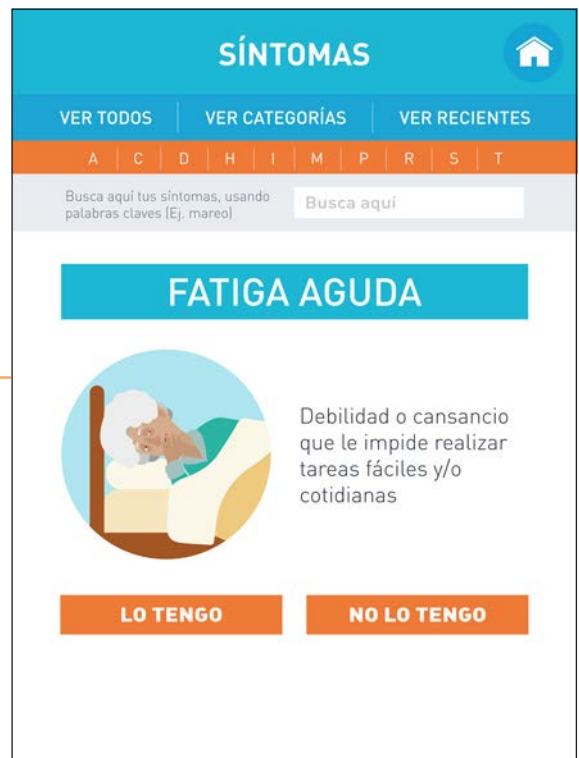 SÍNTOMAS
VER TODOS VER CATEGORÍAS VER RECIENTES
A C D H I M P R S T
Busca aquí tus síntomas, usando
palabras claves (Ej. mareo)
Busca aquí
FATIGA AGUDA
Debilidad o cansancio
que le impide realizar
tareas fáciles y/o
cotidianas
LO TENGO NO LO TENGO